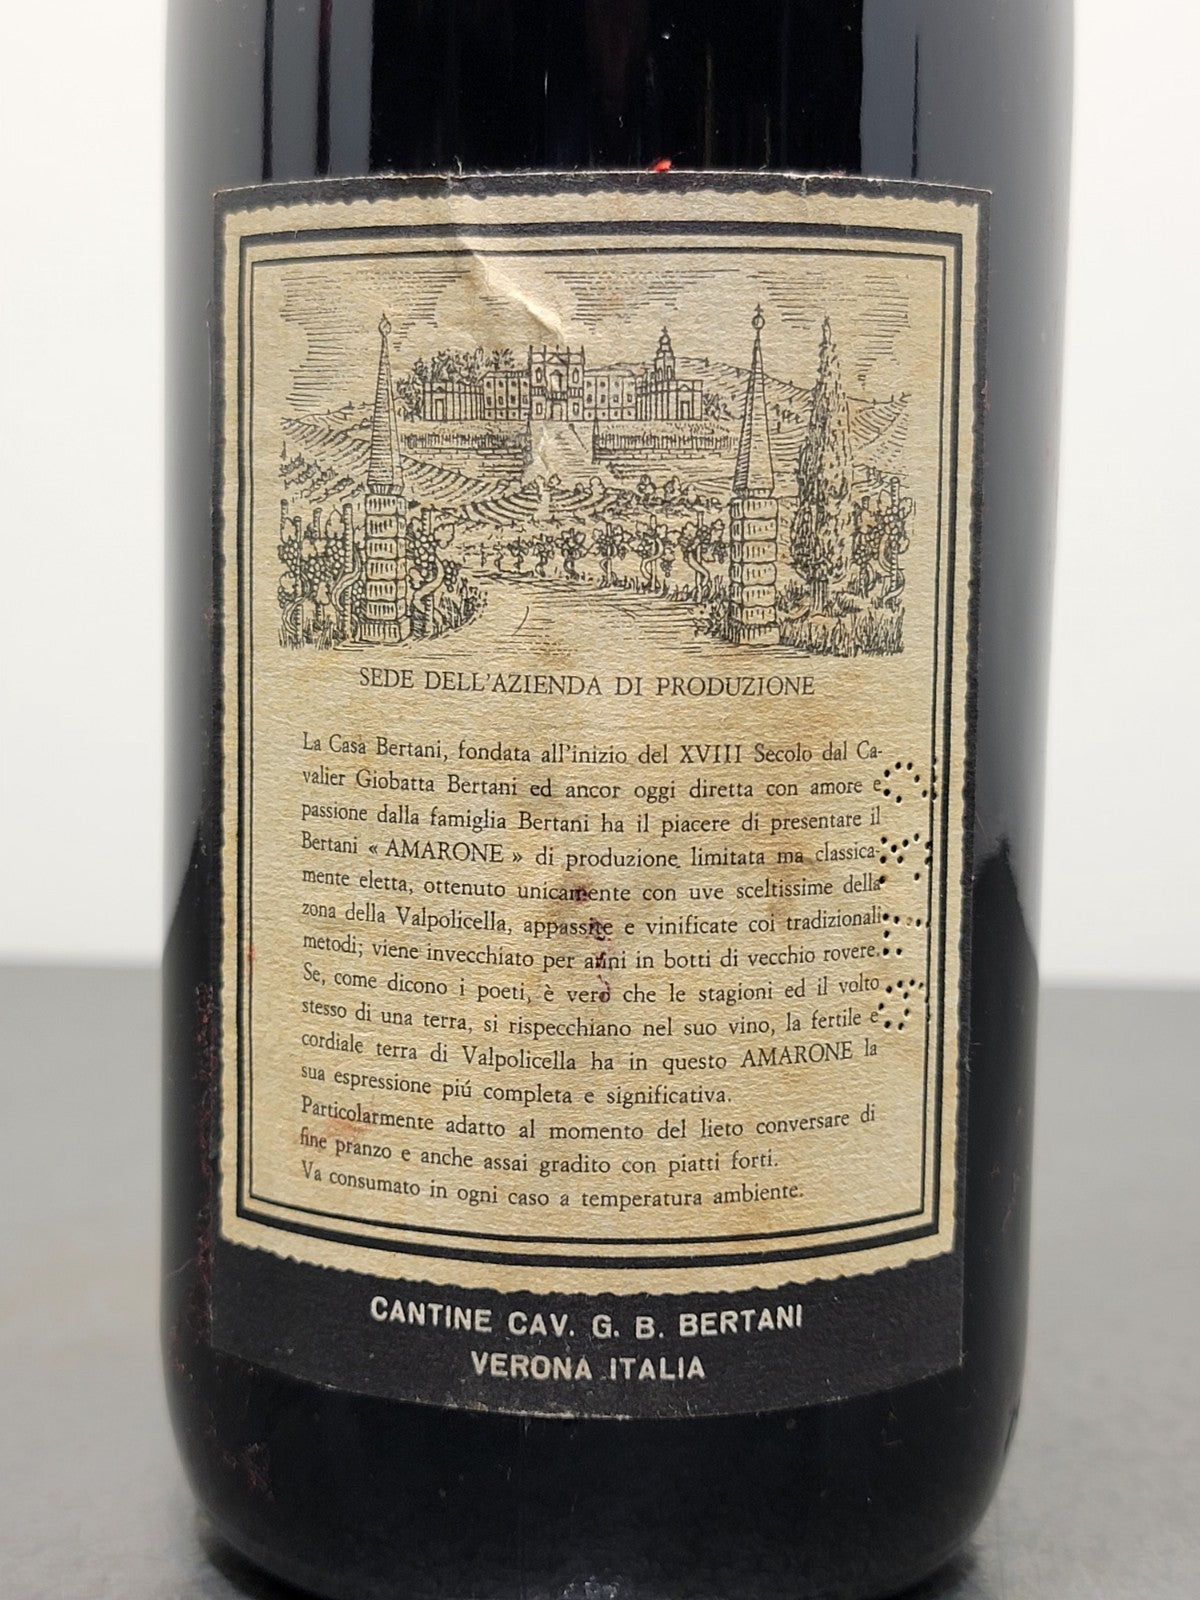 SEDE DELL'AZIENDA DI PRODUZIONE
La Casa Bertani, fondata all'inizio del XVIII Secolo dal Ca-
valier Giobatta Bertani ed ancor oggi diretta con amore e
passione dalla famiglia Bertani ha il piacere di presentare il
Bertani « AMARONE » di produzione limitata ma classica-
mente eletta, ottenuto unicamente con uve sceltissime della
zona della Valpolicella, appassite e vinificate coi tradizionali
metodi; viene invecchiato per anni in botti di vecchio rovere.
Se, come dicono i poeti, è vero che le stagioni ed il volto
stesso di una terra, si rispecchiano nel suo vino, la fertile e
cordiale terra di Valpolicella ha in questo AMARONE la
sua espressione piú completa e significativa.
Particolarmente adatto al momento del lieto conversare di
fine pranzo e anche assai gradito con piatti forti.
Va consumato in ogni caso a temperatura ambiente.
CANTINE CAV. G. B. BERTANI
VERONA ITALIA